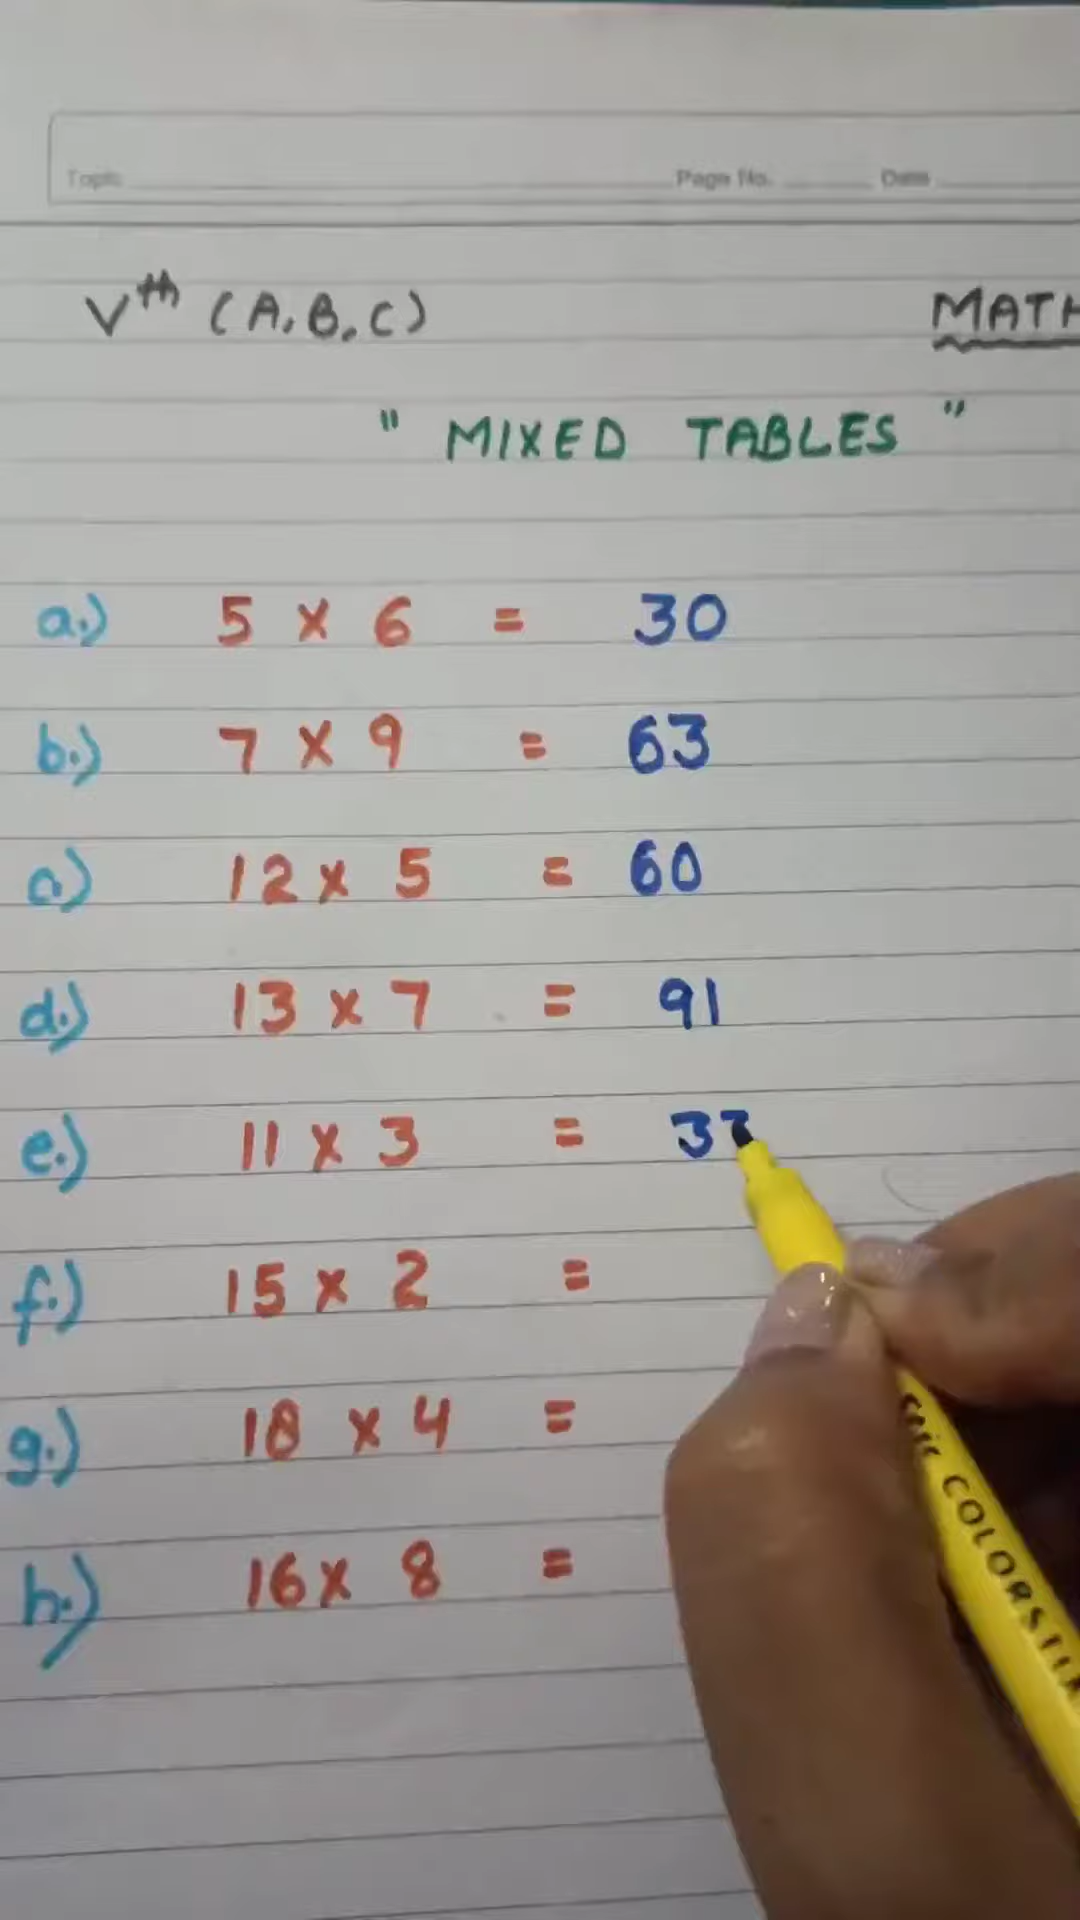 Topic Page No. Date
Vth (A, B, C) MATH
" MIXED TABLES "
a.) 5 x 6 = 30
b.) 7 x 9 = 63
c.) 12 x 5 = 60
d.) 13 x 7 = 91
e.) 11 x 3 = 33
f.) 15 x 2 =
g.) 18 x 4 =
h.) 16 x 8 =
COLORSTI